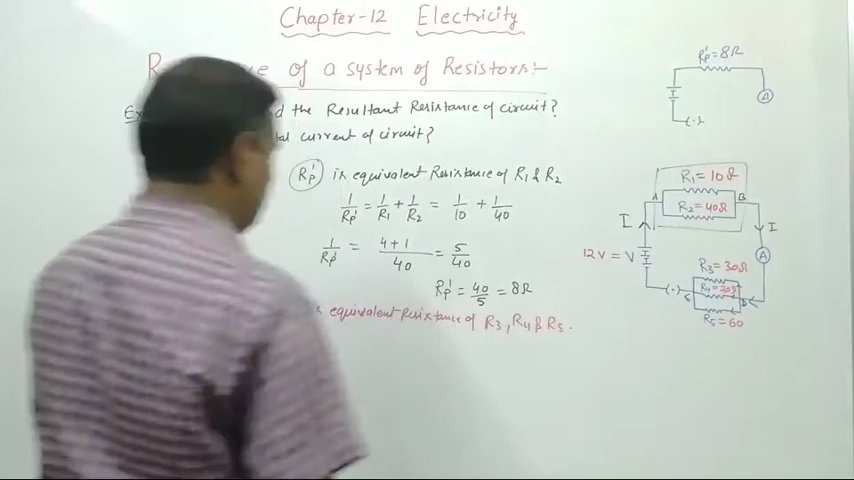 Chapter-12 Electricity
of a system of Resistors:-
Ex the Resultant Resistance of circuit?
current of circuit?
Rp' is equivalent Resistance of R1 & R2
1/Rp' = 1/R1 + 1/R2 = 1/10 + 1/40
1/Rp' = 4+1/40 = 5/40
Rp' = 40/5 = 8Ω
equivalent Resistance of R3, R4 & R5.
Rp' = 8Ω
A
R1 = 10Ω
A B
R2 = 40Ω
I I
12V = V
A
R3 = 30Ω
R4 = 20Ω
R5 = 60